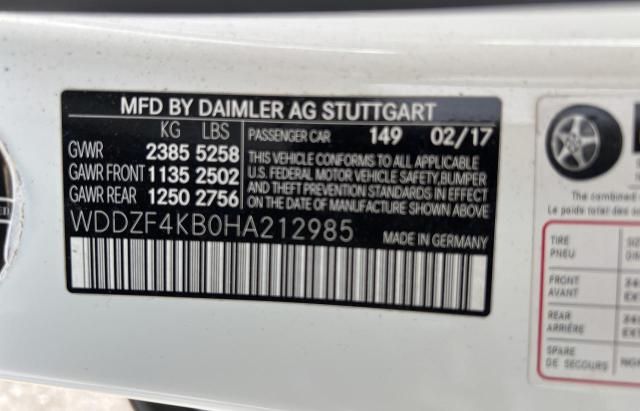 MFD BY DAIMLER AG STUTTGART
KG LBS PASSENGER CAR 149 02/17
GVWR 2385 5258
GAWR FRONT 1135 2502
GAWR REAR 1250 2756
THIS VEHICLE CONFORMS TO ALL APPLICABLE
U.S. FEDERAL MOTOR VEHICLE SAFETY, BUMPER
AND THEFT PREVENTION STANDARDS IN EFFECT
ON THE DATE OF MANUFACTURE SHOWN ABOVE.
WDDZF4KB0HA212985 MADE IN GERMANY
The combined
Le poids total des
TIRE
PNEU
FRONT
AVANT
REAR
ARRIÈRE
SPARE
DE SECOURS